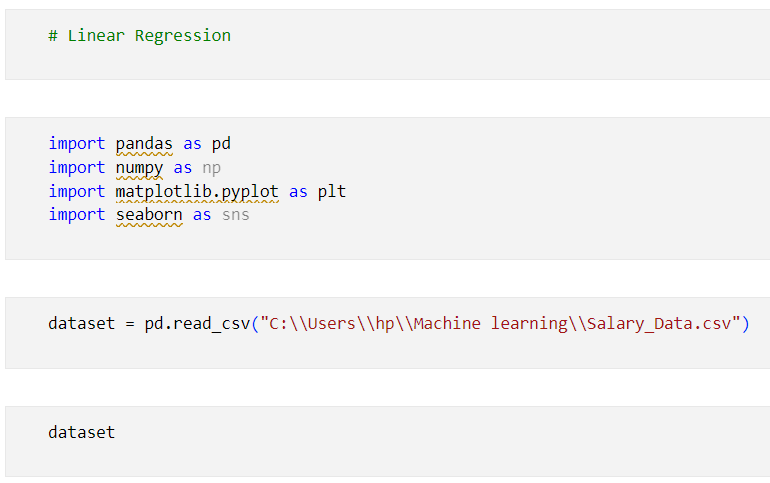 # Linear Regression
import pandas as pd
import numpy as np
import matplotlib.pyplot as plt
import seaborn as sns
dataset = pd.read_csv("C:\\Users\\hp\\Machine learning\\Salary_Data.csv")
dataset